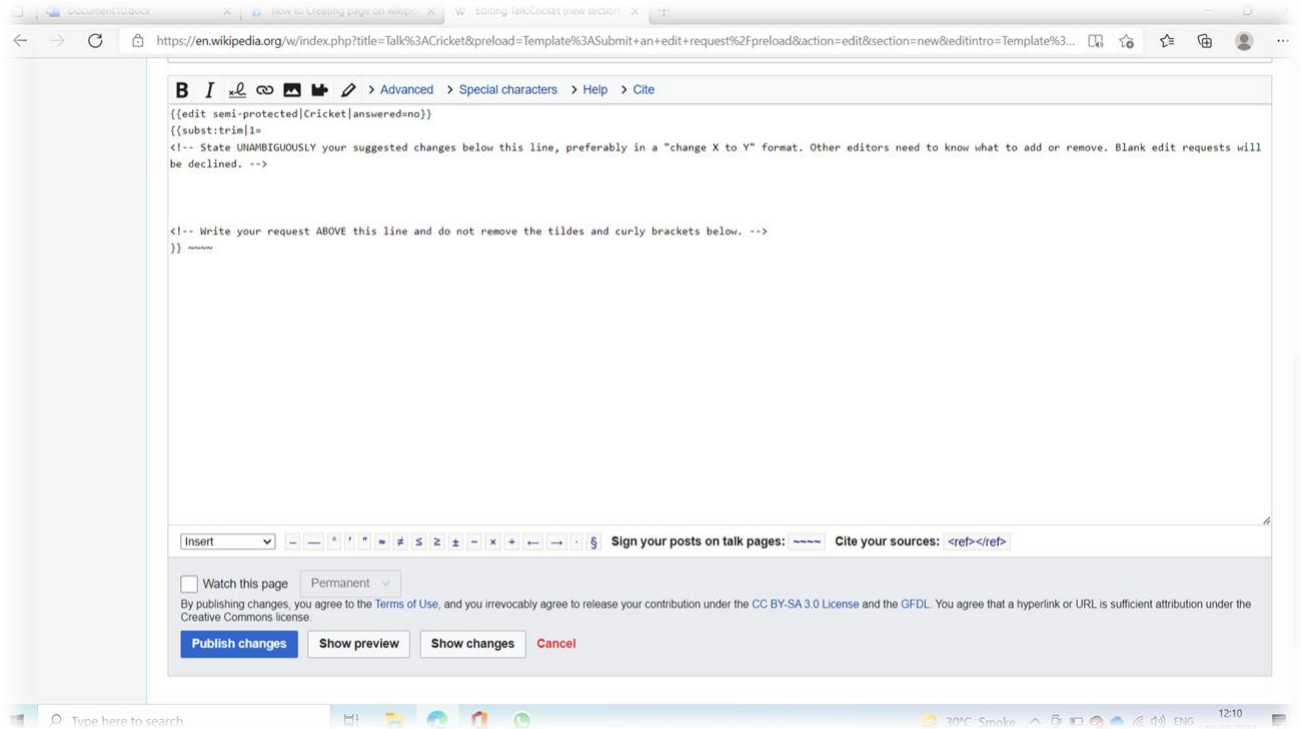 Document10.docx
how to Creating page on wikiped
Editing Talk:Cricket (new section)
https://en.wikipedia.org/w/index.php?title=Talk%3ACricket&preload=Template%3ASubmit+an+edit+request%2Fpreload&action=edit&section=new&editintro=Template%3...
B I Advanced Special characters Help Cite
{{edit semi-protected|Cricket|answered=no}}
{{subst:trim|1=
<!-- State UNAMBIGUOUSLY your suggested changes below this line, preferably in a "change X to Y" format. Other editors need to know what to add or remove. Blank edit requests will
be declined. -->
<!-- Write your request ABOVE this line and do not remove the tildes and curly brackets below. -->
}} ~~~~
Insert – — ° ′ ″ ≈ ≠ ≤ ≥ ± − × ÷ ← → · § Sign your posts on talk pages: ~~~~ Cite your sources: <ref></ref>
Watch this page Permanent
By publishing changes, you agree to the Terms of Use, and you irrevocably agree to release your contribution under the CC BY-SA 3.0 License and the GFDL. You agree that a hyperlink or URL is sufficient attribution under the
Creative Commons license.
Publish changes Show preview Show changes Cancel
Type here to search
30°C Smoke ENG 12:10